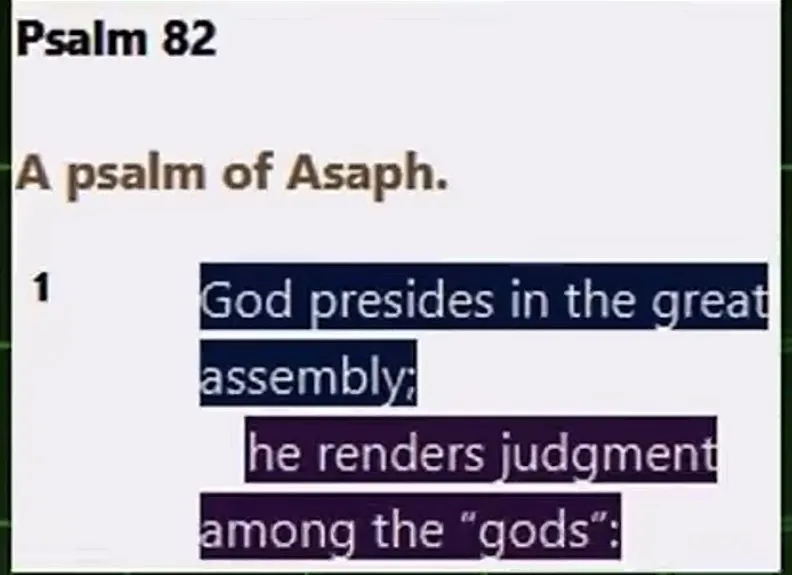 Psalm 82
A psalm of Asaph.
1
God presides in the great
assembly;
he renders judgment
among the “gods”: